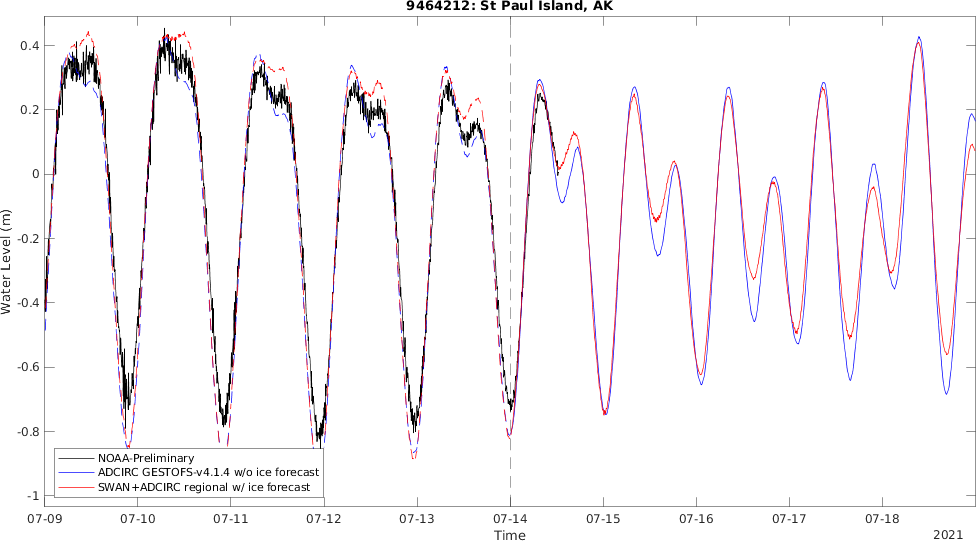 9464212: St Paul Island, AK
Water Level (m)
0.4
0.2
0
-0.2
-0.4
-0.6
-0.8
-1
NOAA-Preliminary
ADCIRC GESTOFS-v4.1.4 w/o ice forecast
SWAN+ADCIRC regional w/ ice forecast
07-09 07-10 07-11 07-12 07-13 07-14 07-15 07-16 07-17 07-18
Time
2021